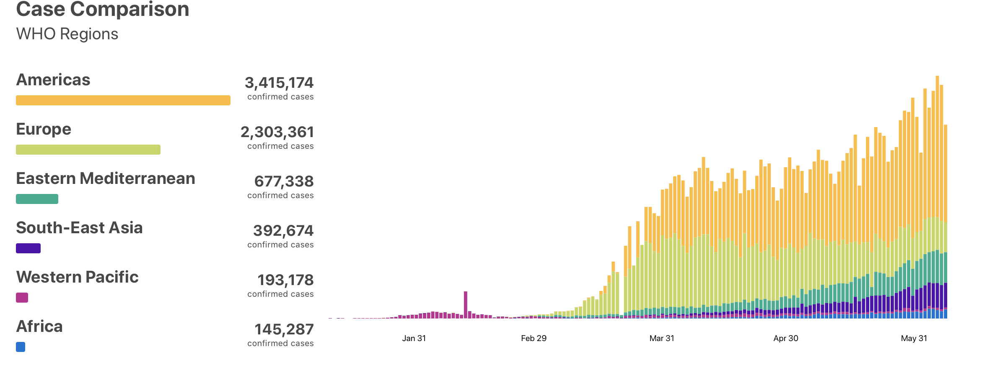 Case Comparison
WHO Regions
Americas
3,415,174
confirmed cases
Europe
2,303,361
confirmed cases
Eastern Mediterranean
677,338
confirmed cases
South-East Asia
392,674
confirmed cases
Western Pacific
193,178
confirmed cases
Africa
145,287
confirmed cases
Jan 31 Feb 29 Mar 31 Apr 30 May 31